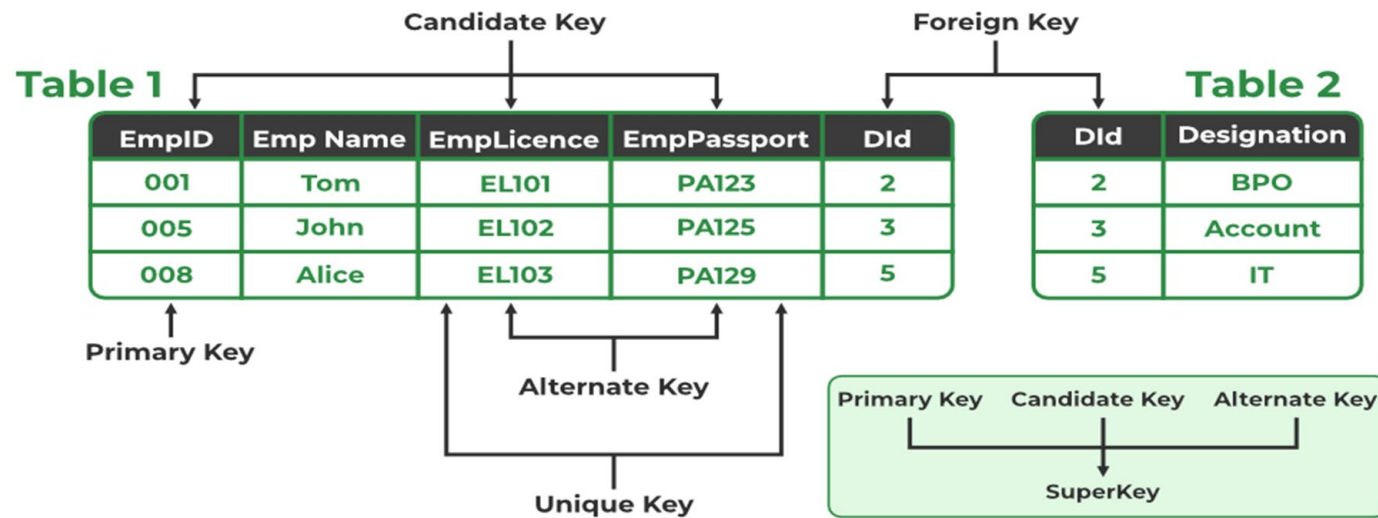 Candidate Key Foreign Key
Table 1 Table 2
EmpID Emp Name EmpLicence EmpPassport DId DId Designation
001 Tom EL101 PA123 2 2 BPO
005 John EL102 PA125 3 3 Account
008 Alice EL103 PA129 5 5 IT
Primary Key
Alternate Key
Unique Key
Primary Key Candidate Key Alternate Key
SuperKey